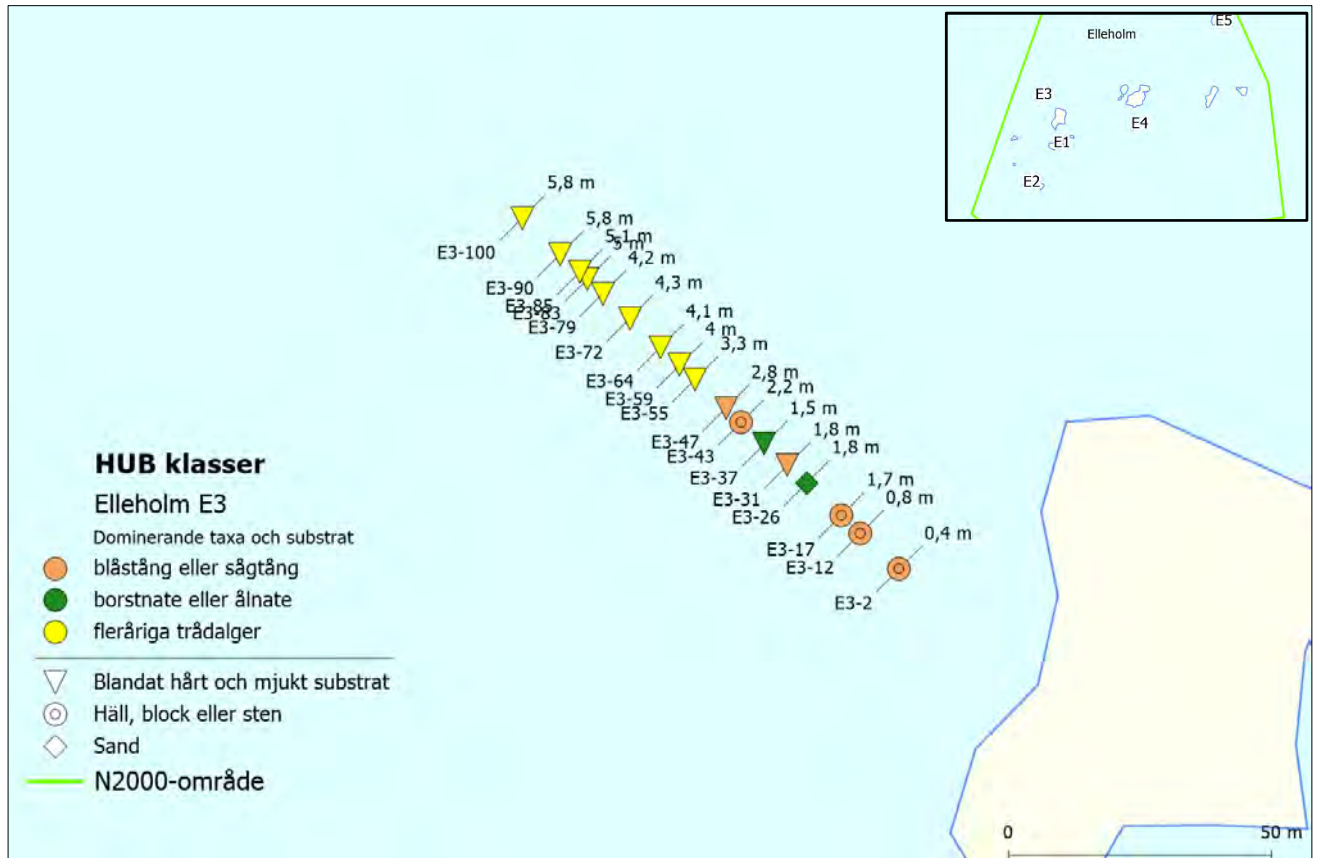 Elleholm
E5
E3
E4
E1
E2
5,8 m
E3-100
5,8 m
E3-90
5,1 m
E3-85
5 m
E3-83
4,2 m
E3-79
4,3 m
E3-72
4,1 m
E3-64
4 m
E3-59
3,3 m
E3-55
2,8 m
E3-47
2,2 m
E3-43
1,5 m
E3-37
1,8 m
E3-31
1,8 m
E3-26
1,7 m
E3-17
0,8 m
E3-12
0,4 m
E3-2
HUB klasser
Elleholm E3
Dominerande taxa och substrat
blåstång eller sågtång
borstnate eller ålnate
fleråriga trådalger
Blandat hårt och mjukt substrat
Häll, block eller sten
Sand
N2000-område
0 50 m